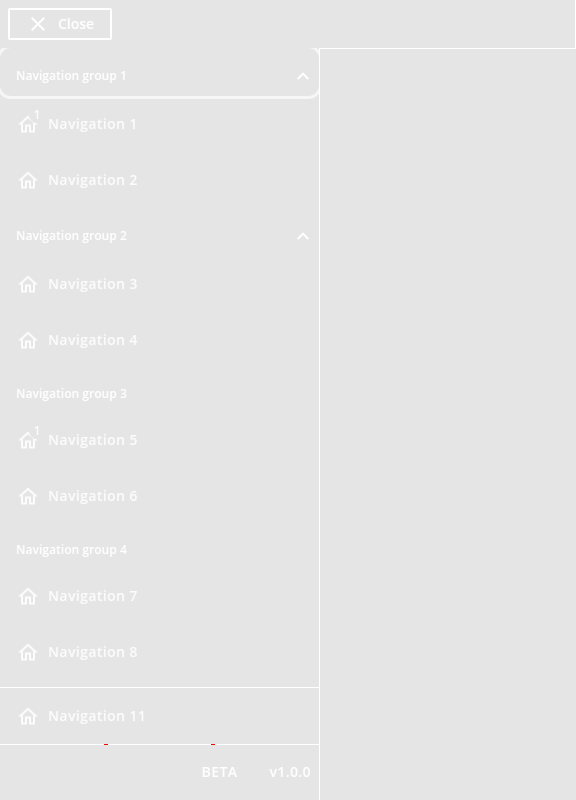 Close
Navigation group 1
1
Navigation 1
Navigation 2
Navigation group 2
Navigation 3
Navigation 4
Navigation group 3
1
Navigation 5
Navigation 6
Navigation group 4
Navigation 7
Navigation 8
Navigation 11
BETA v1.0.0